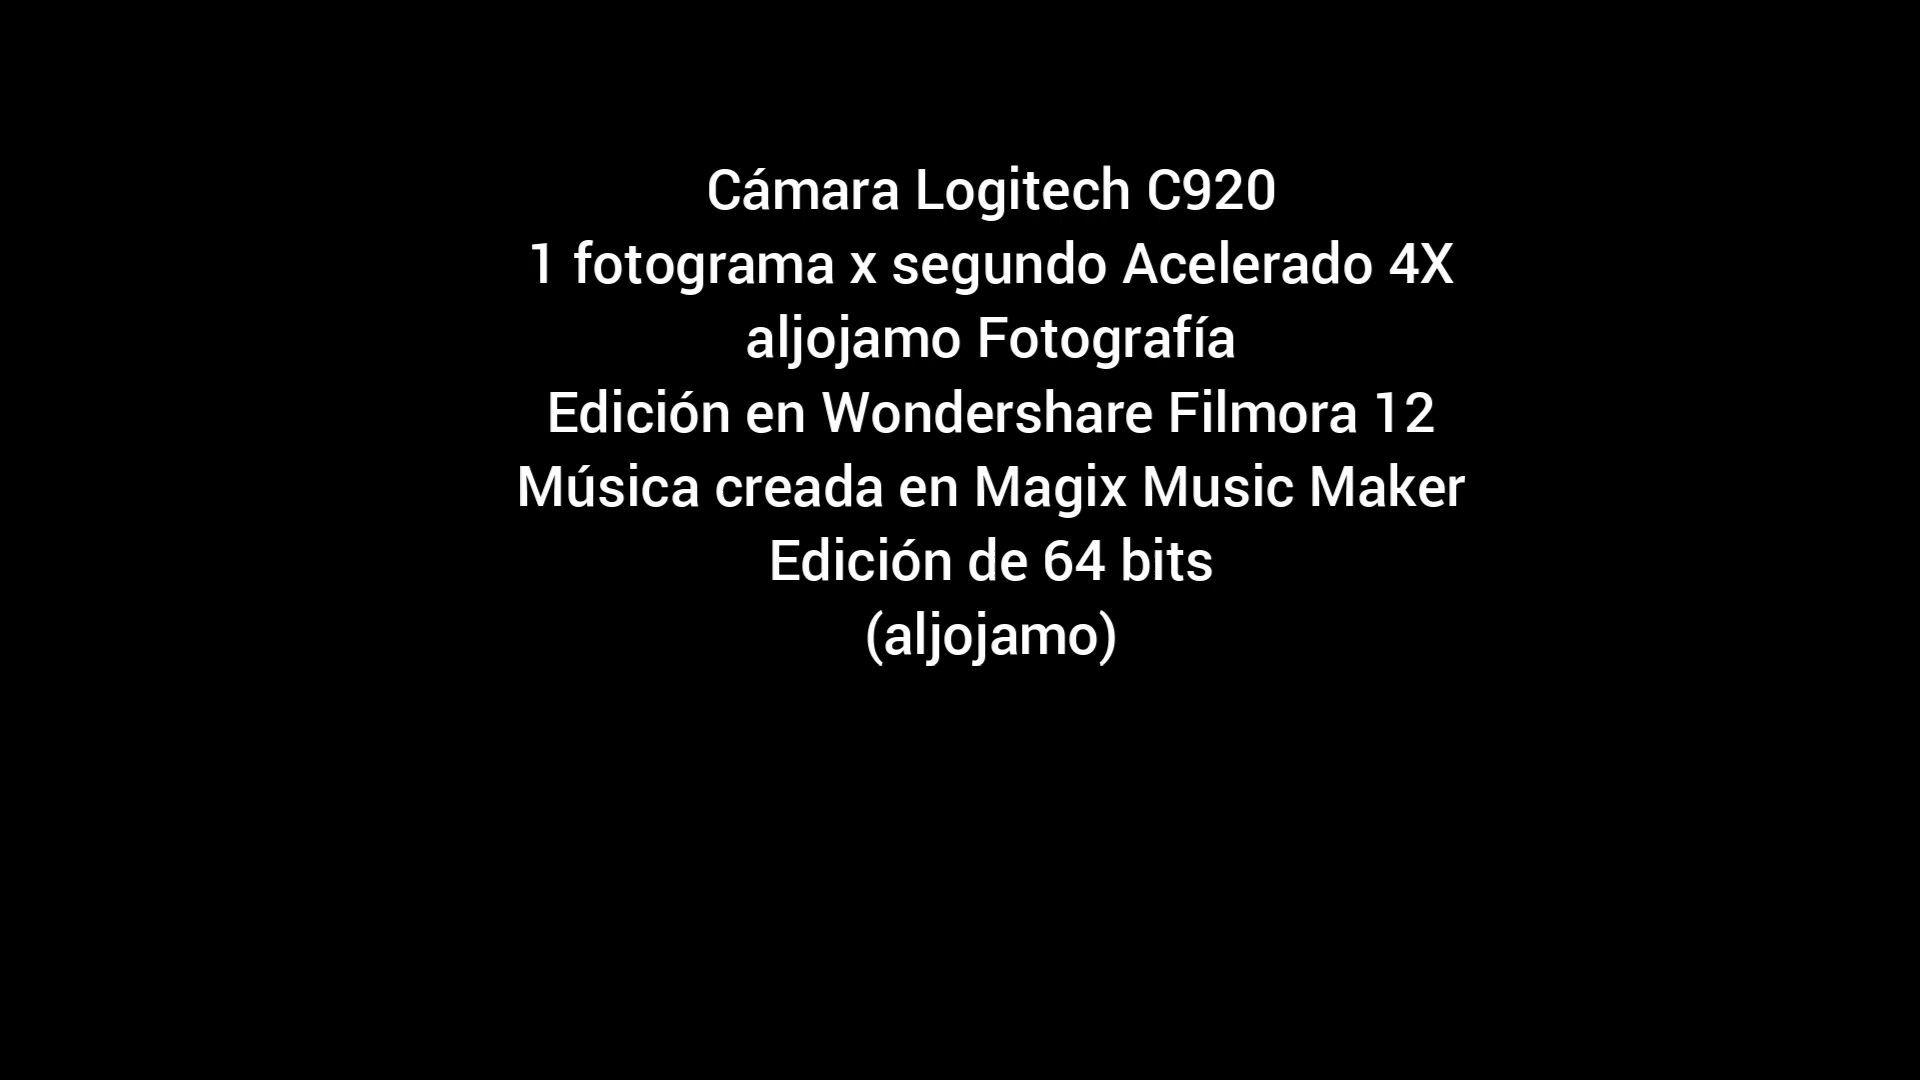 Cámara Logitech C920
1 fotograma x segundo Acelerado 4X
aljojamo Fotografía
Edición en Wondershare Filmora 12
Música creada en Magix Music Maker
Edición de 64 bits
(aljojamo)